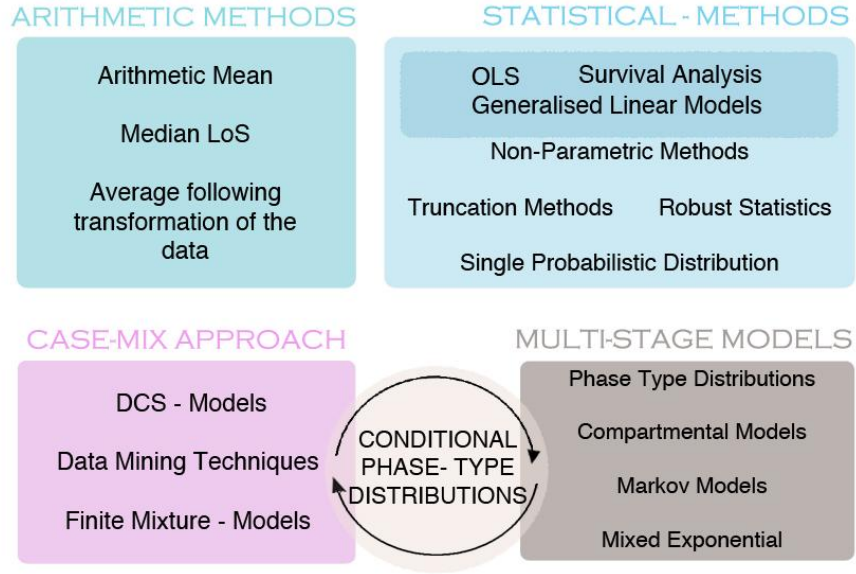 ARITHMETIC METHODS
Arithmetic Mean
Median LoS
Average following
transformation of the
data
STATISTICAL - METHODS
OLS Survival Analysis
Generalised Linear Models
Non-Parametric Methods
Truncation Methods Robust Statistics
Single Probabilistic Distribution
CASE-MIX APPROACH
DCS - Models
Data Mining Techniques
Finite Mixture - Models
CONDITIONAL
PHASE- TYPE
DISTRIBUTIONS
MULTI-STAGE MODELS
Phase Type Distributions
Compartmental Models
Markov Models
Mixed Exponential